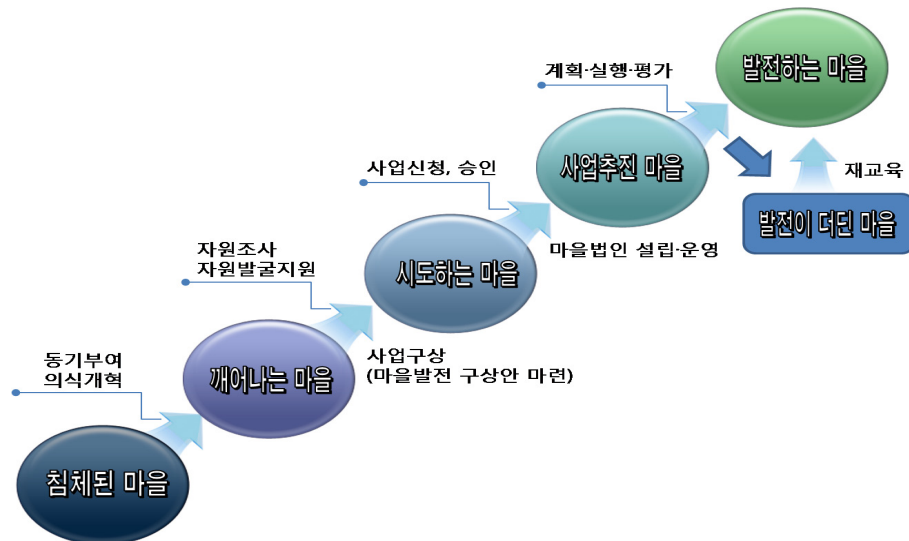 계획·실행·평가
발전하는 마을
사업신청, 승인
사업추진 마을
재교육
발전이 더딘 마을
자원조사
자원발굴지원
시도하는 마을
마을법인 설립·운영
동기부여
의식개혁
깨어나는 마을
사업구상
(마을발전 구상안 마련)
침체된 마을